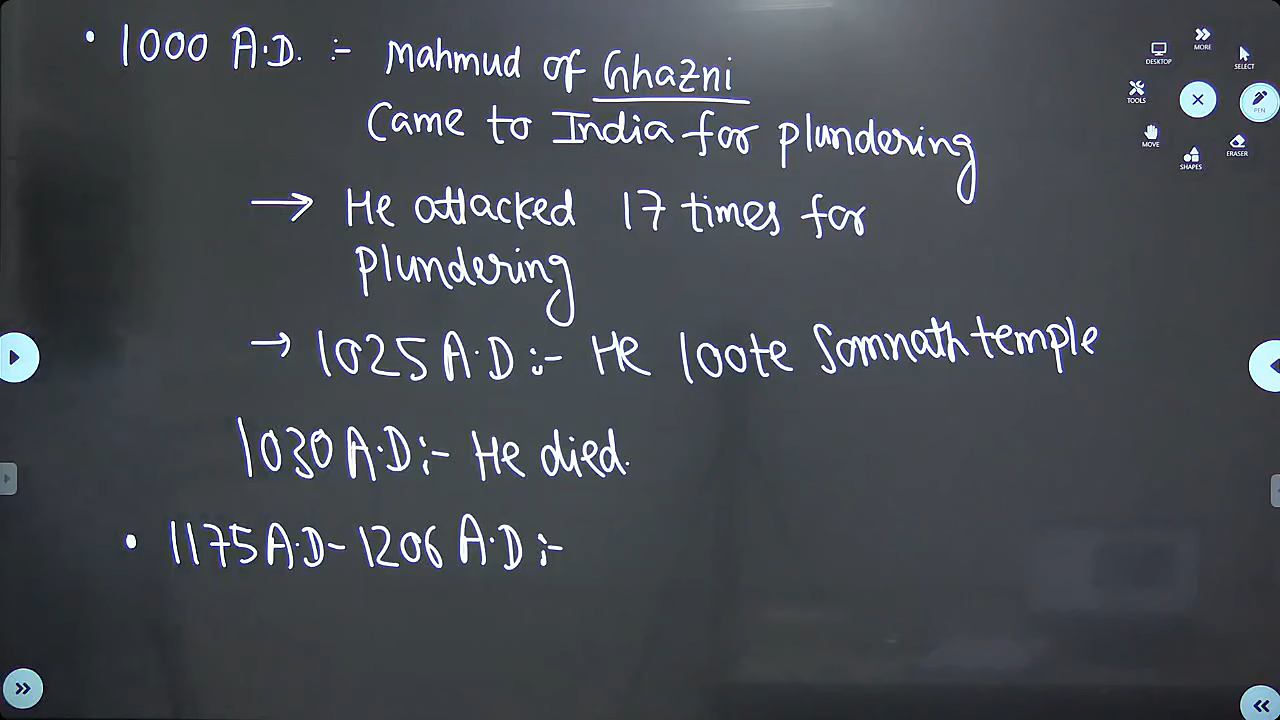 • 1000 A.D. :- Mahmud of Ghazni
Came to India for plundering
→ He attacked 17 times for
plundering
→ 1025 A.D :- He loote Somnath temple
1030 A.D :- He died.
• 1175 A.D - 1206 A.D :-
DESKTOP
MORE
SELECT
TOOLS
PEN
MOVE
SHAPES
ERASER